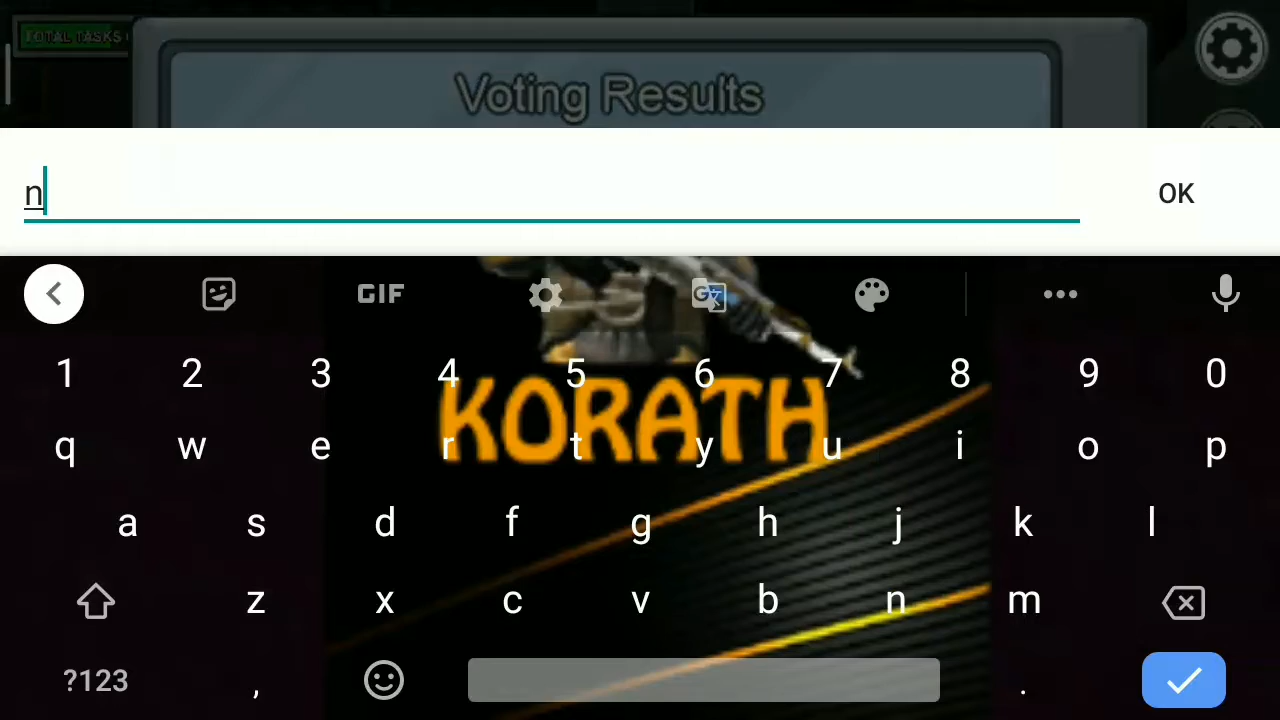 TOTAL TASKS
Voting Results
n
OK
GIF
1 2 3 4 5 6 7 8 9 0
KORATH
q w e r t y u i o p
a s d f g h j k l
z x c v b n m
?123 , .